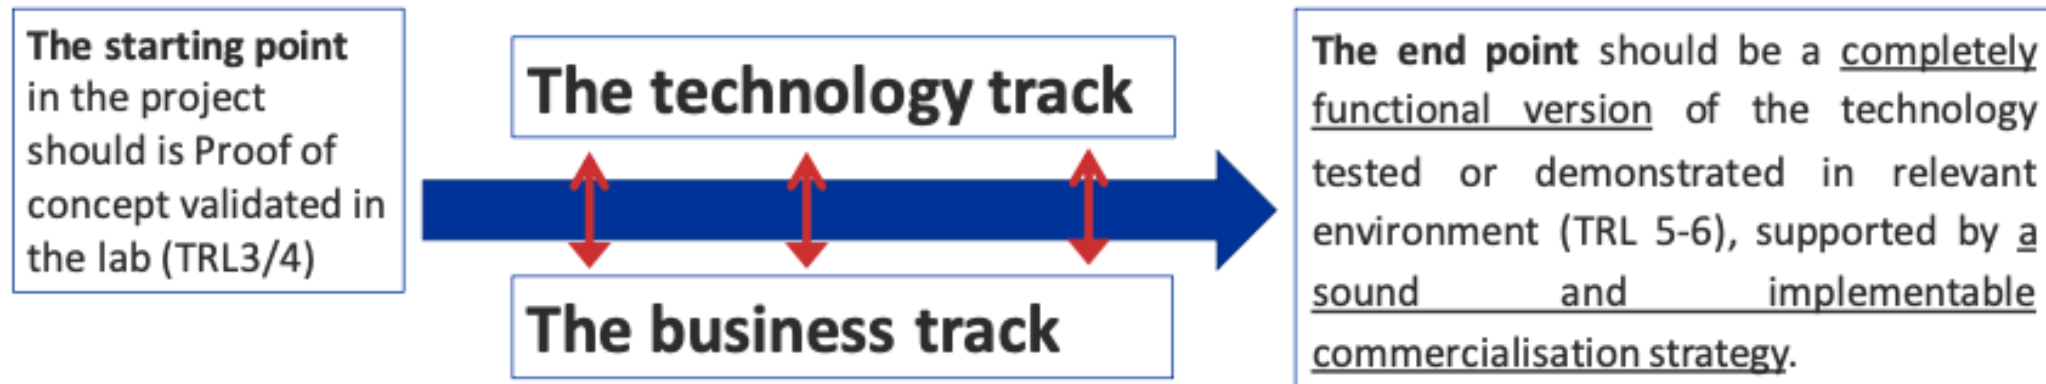 The starting point
in the project
should is Proof of
concept validated in
the lab (TRL3/4)
The technology track
The business track
The end point should be a completely
functional version of the technology
tested or demonstrated in relevant
environment (TRL 5-6), supported by a
sound and implementable
commercialisation strategy.